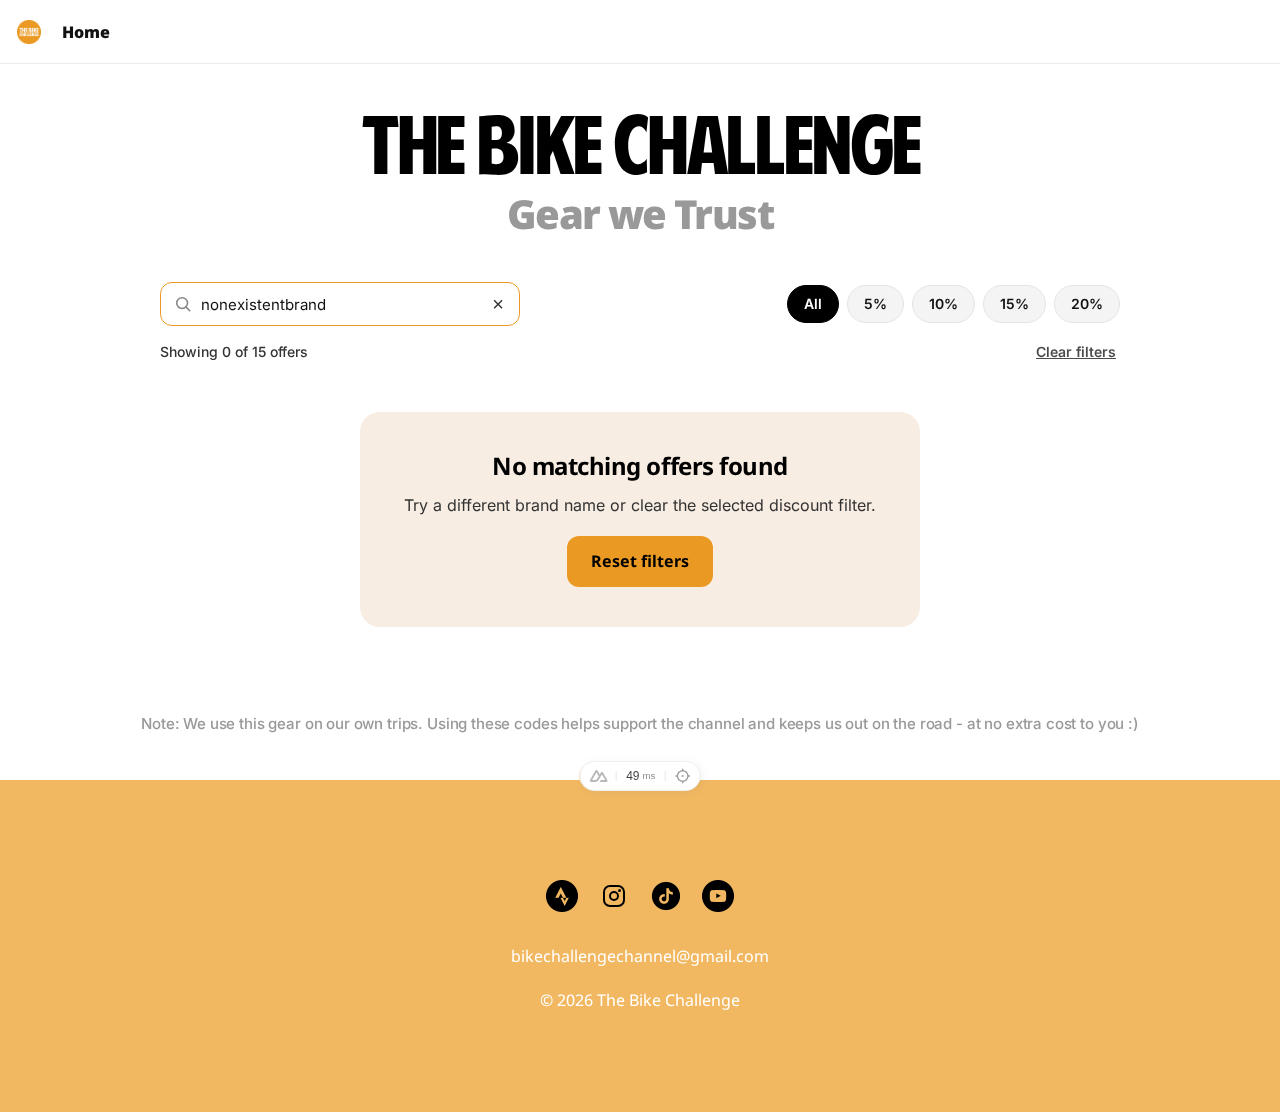 THE BIKE CHALLENGE
Home
THE BIKE CHALLENGE
Gear we Trust
nonexistentbrand ×
All 5% 10% 15% 20%
Showing 0 of 15 offers
Clear filters
No matching offers found
Try a different brand name or clear the selected discount filter.
Reset filters
Note: We use this gear on our own trips. Using these codes helps support the channel and keeps us out on the road - at no extra cost to you :)
49 ms
bikechallengechannel@gmail.com
© 2026 The Bike Challenge